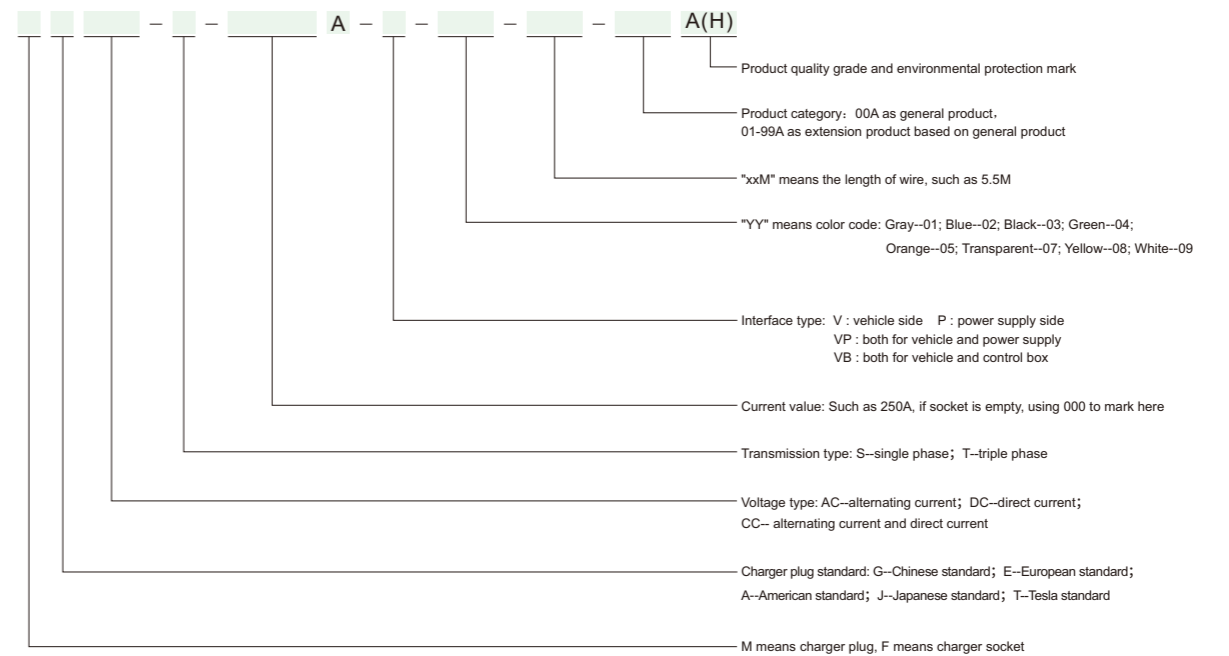 — — A — — — — A(H)
Product quality grade and environmental protection mark
Product category：00A as general product，
01-99A as extension product based on general product
"xxM" means the length of wire, such as 5.5M
"YY" means color code: Gray--01; Blue--02; Black--03; Green--04;
Orange--05; Transparent--07; Yellow--08; White--09
Interface type: V : vehicle side P : power supply side
VP : both for vehicle and power supply
VB : both for vehicle and control box
Current value: Such as 250A, if socket is empty, using 000 to mark here
Transmission type: S--single phase；T--triple phase
Voltage type: AC--alternating current；DC--direct current；
CC-- alternating current and direct current
Charger plug standard: G--Chinese standard；E--European standard；
A--American standard；J--Japanese standard；T--Tesla standard
M means charger plug, F means charger socket